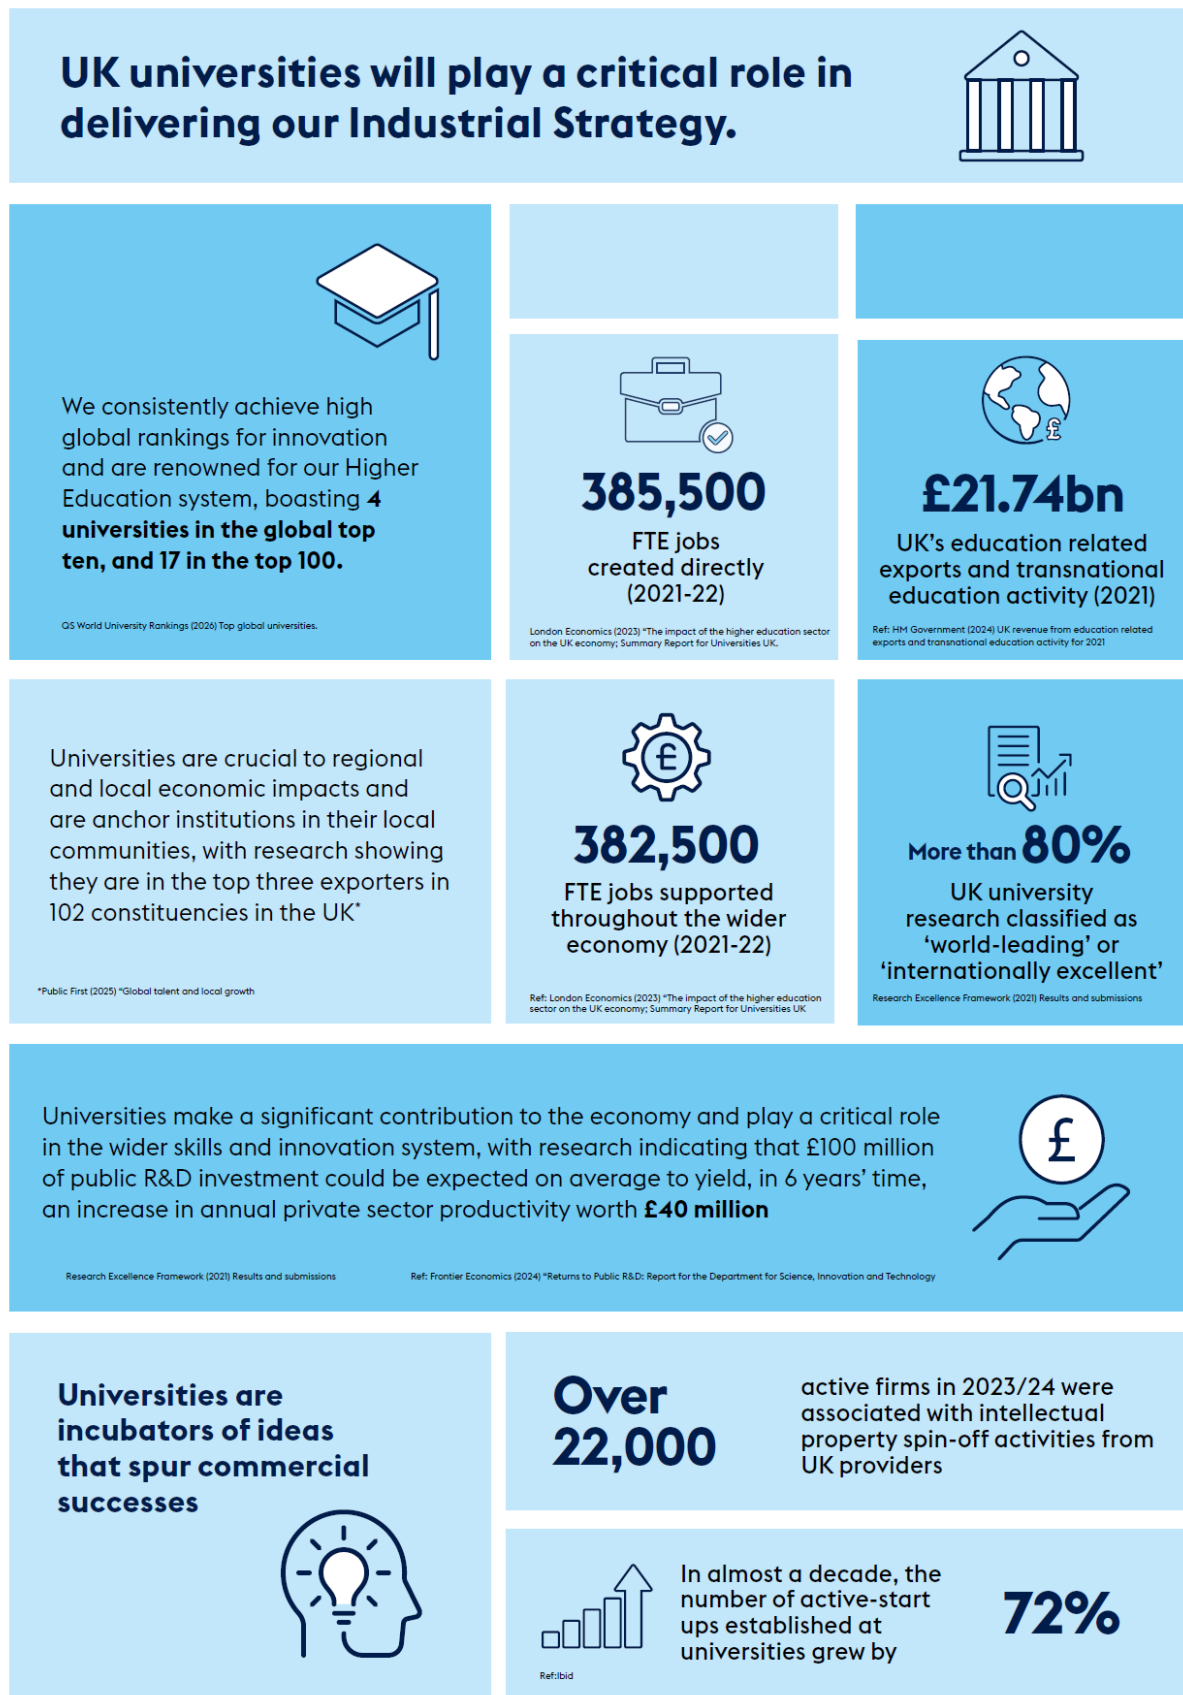 UK universities will play a critical role in
delivering our Industrial Strategy.
We consistently achieve high
global rankings for innovation
and are renowned for our Higher
Education system, boasting 4
universities in the global top
ten, and 17 in the top 100.
QS World University Rankings (2026) Top global universities.
385,500
FTE jobs
created directly
(2021-22)
London Economics (2023) "The impact of the higher education sector
on the UK economy; Summary Report for Universities UK.
£
£21.74bn
UK's education related
exports and transnational
education activity (2021)
Ref: HM Government (2024) UK revenue from education related
exports and transnational education activity for 2021
Universities are crucial to regional
and local economic impacts and
are anchor institutions in their local
communities, with research showing
they are in the top three exporters in
102 constituencies in the UK*
*Public First (2025) "Global talent and local growth
£
382,500
FTE jobs supported
throughout the wider
economy (2021-22)
Ref: London Economics (2023) "The impact of the higher education
sector on the UK economy; Summary Report for Universities UK
More than 80%
UK university
research classified as
'world-leading' or
'internationally excellent'
Research Excellence Framework (2021) Results and submissions
Universities make a significant contribution to the economy and play a critical role
in the wider skills and innovation system, with research indicating that £100 million
of public R&D investment could be expected on average to yield, in 6 years' time,
an increase in annual private sector productivity worth £40 million
£
Research Excellence Framework (2021) Results and submissions
Ref: Frontier Economics (2024) "Returns to Public R&D: Report for the Department for Science, Innovation and Technology
Universities are
incubators of ideas
that spur commercial
successes
Over
22,000
active firms in 2023/24 were
associated with intellectual
property spin-off activities from
UK providers
In almost a decade, the
number of active-start
ups established at
universities grew by
72%
Ref:Ibid